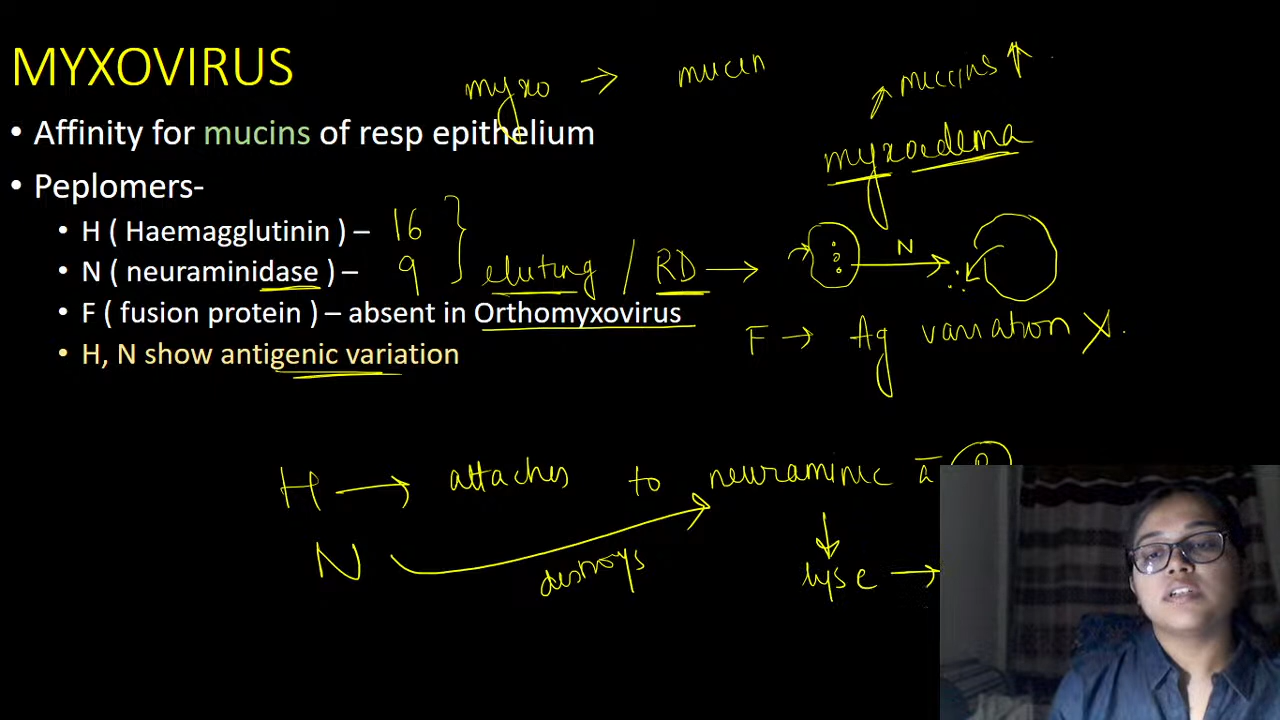 MYXOVIRUS
myxo → mucin
muccins ↑
↗
myxoedema
• Affinity for mucins of resp epithelium
• Peplomers-
• H ( Haemagglutinin ) – 16
• N ( neuraminidase ) – 9
eluting / RD →
N
• F ( fusion protein ) – absent in Orthomyxovirus
F → Ag variation X.
• H, N show antigenic variation
H → attaches to neuraminic a
N destroys
lyse →